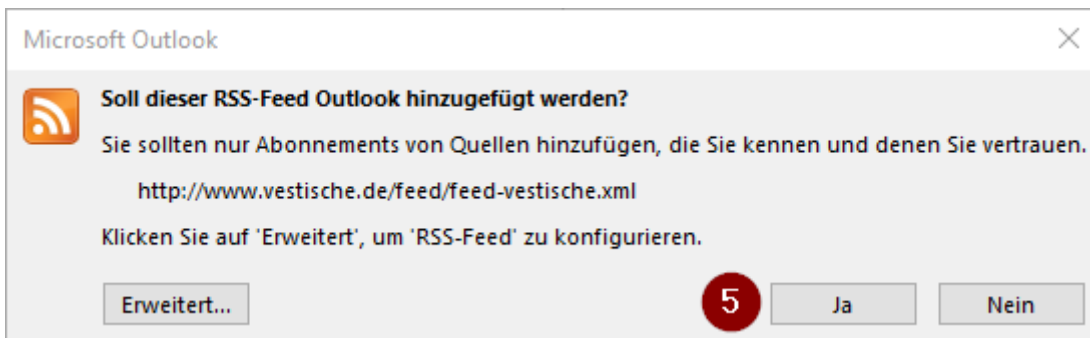 Microsoft Outlook
Soll dieser RSS-Feed Outlook hinzugefügt werden?
Sie sollten nur Abonnements von Quellen hinzufügen, die Sie kennen und denen Sie vertrauen.
http://www.vestische.de/feed/feed-vestische.xml
Klicken Sie auf 'Erweitert', um 'RSS-Feed' zu konfigurieren.
Erweitert... 5 Ja Nein